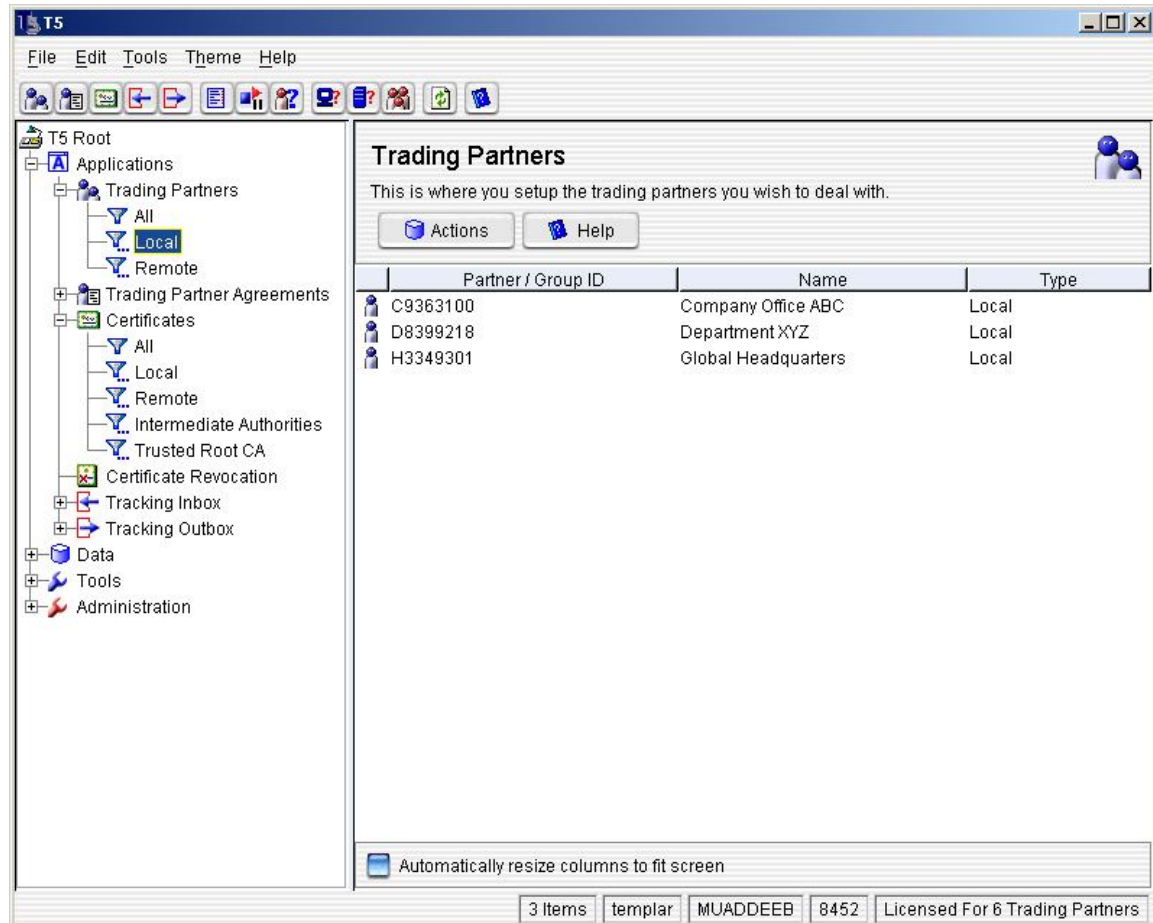 T5
File Edit Tools Theme Help
T5 Root
Applications
Trading Partners
All
Local
Remote
Trading Partner Agreements
Certificates
All
Local
Remote
Intermediate Authorities
Trusted Root CA
Certificate Revocation
Tracking Inbox
Tracking Outbox
Data
Tools
Administration
Trading Partners
This is where you setup the trading partners you wish to deal with.
Actions Help
Partner / Group ID Name Type
C9363100 Company Office ABC Local
D8399218 Department XYZ Local
H3349301 Global Headquarters Local
Automatically resize columns to fit screen
3 Items templar MUADDEEB 8452 Licensed For 6 Trading Partners